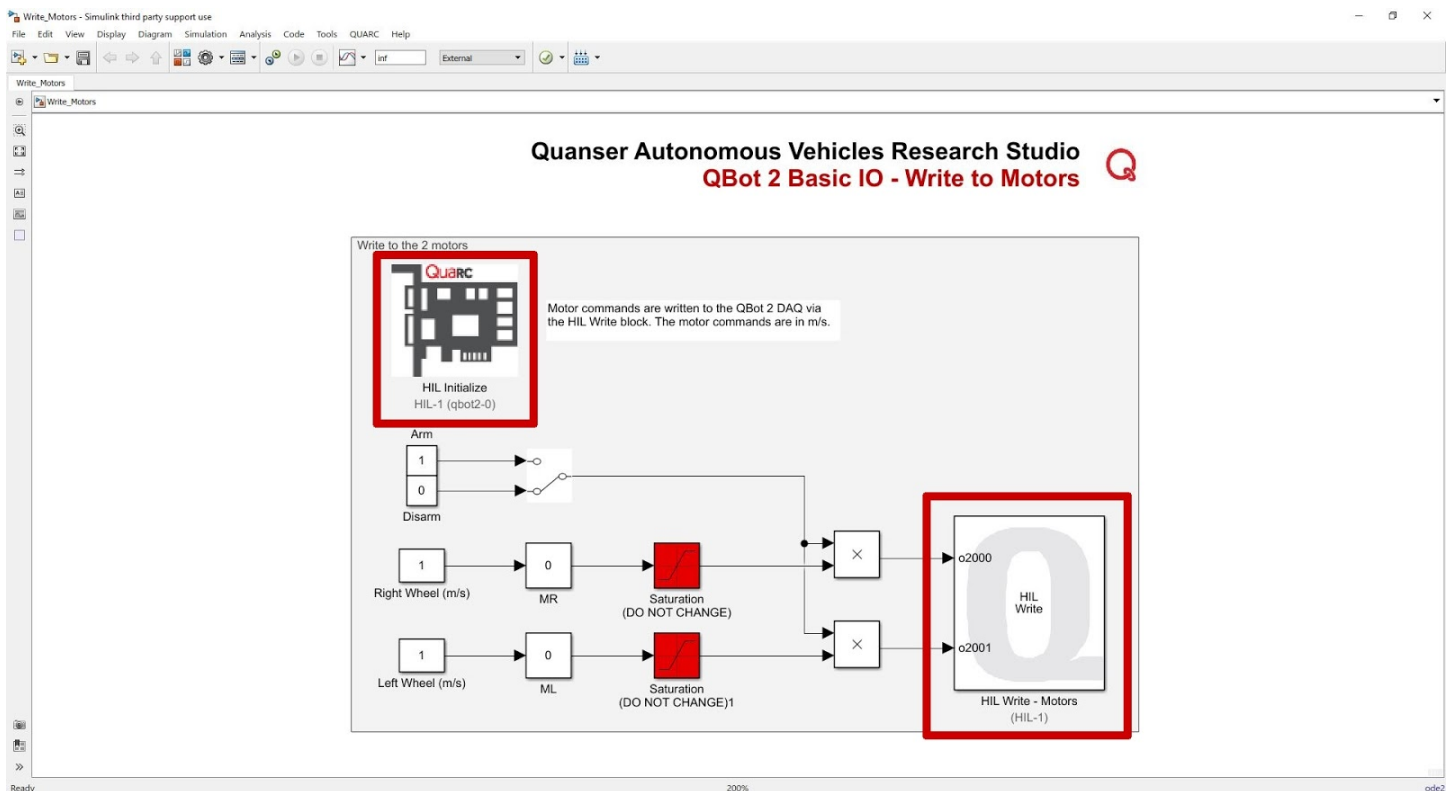 Write_Motors - Simulink third party support use
File Edit View Display Diagram Simulation Analysis Code Tools QUARC Help
inf External
Write_Motors
Write_Motors
Quanser Autonomous Vehicles Research Studio
QBot 2 Basic IO - Write to Motors
Write to the 2 motors
QUARC
Motor commands are written to the QBot 2 DAQ via
the HIL Write block. The motor commands are in m/s.
HIL Initialize
HIL-1 (qbot2-0)
Arm
1
0
Disarm
1
Right Wheel (m/s)
0
MR
Saturation
(DO NOT CHANGE)
×
1
Left Wheel (m/s)
0
ML
Saturation
(DO NOT CHANGE)1
×
o2000
HIL
Write
o2001
HIL Write - Motors
(HIL-1)
Ready
200%
ode2